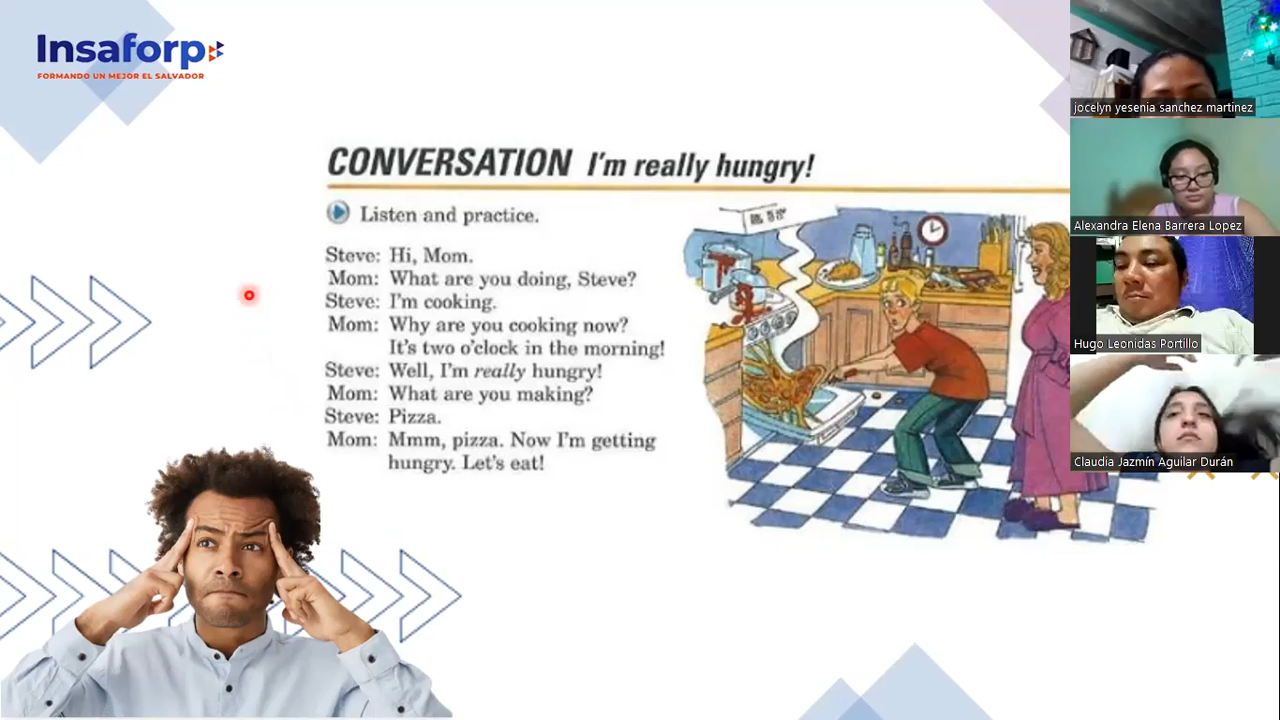 Insaforp
FORMANDO UN MEJOR EL SALVADOR
CONVERSATION I'm really hungry!
Listen and practice.
Steve: Hi, Mom.
Mom: What are you doing, Steve?
Steve: I'm cooking.
Mom: Why are you cooking now?
It's two o'clock in the morning!
Steve: Well, I'm really hungry!
Mom: What are you making?
Steve: Pizza.
Mom: Mmm, pizza. Now I'm getting
hungry. Let's eat!
jocelyn yesenia sanchez martinez
Alexandra Elena Barrera Lopez
Hugo Leonidas Portillo
Claudia Jazmín Aguilar Durán